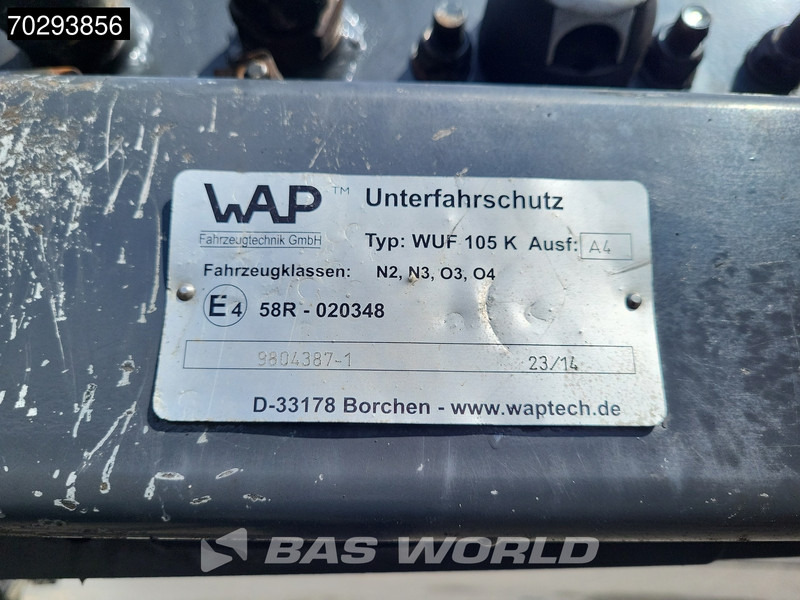 70293856
WAP™ Unterfahrschutz
Fahrzeugtechnik GmbH
Typ: WUF 105 K Ausf: A4
Fahrzeugklassen: N2, N3, O3, O4
E4 58R - 020348
9804387-1 23/14
D-33178 Borchen - www.waptech.de
BAS WORLD